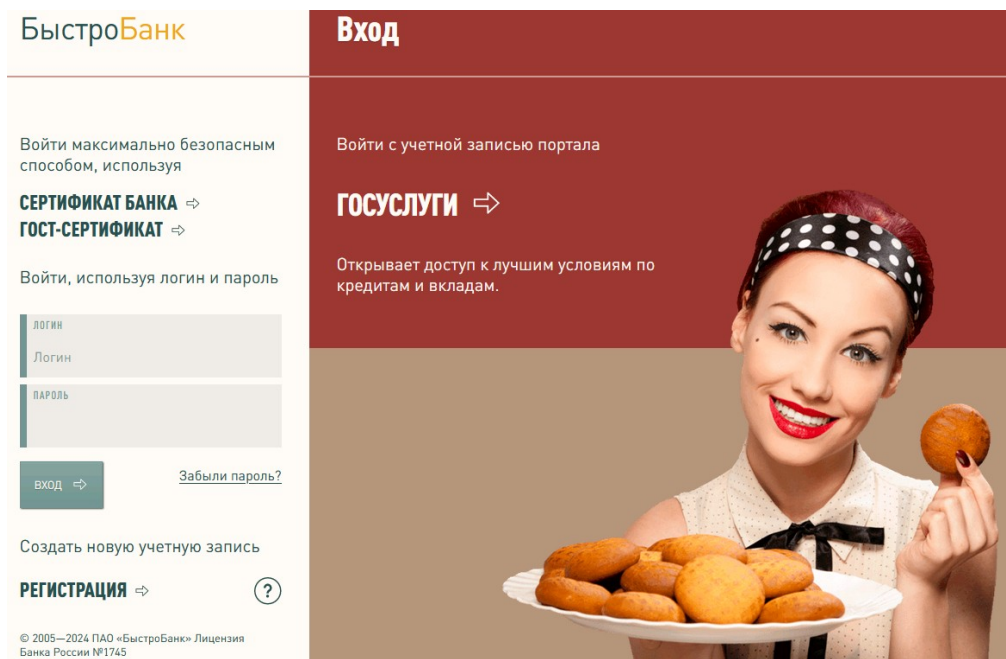 БыстроБанк
Войти максимально безопасным
способом, используя
СЕРТИФИКАТ БАНКА ⇨
ГОСТ-СЕРТИФИКАТ ⇨
Войти, используя логин и пароль
ЛОГИН
Логин
ПАРОЛЬ
ВХОД ⇨
Забыли пароль?
Создать новую учетную запись
РЕГИСТРАЦИЯ ⇨
?
© 2005—2024 ПАО «БыстроБанк» Лицензия
Банка России №1745
Вход
Войти с учетной записью портала
ГОСУСЛУГИ ⇨
Открывает доступ к лучшим условиям по
кредитам и вкладам.